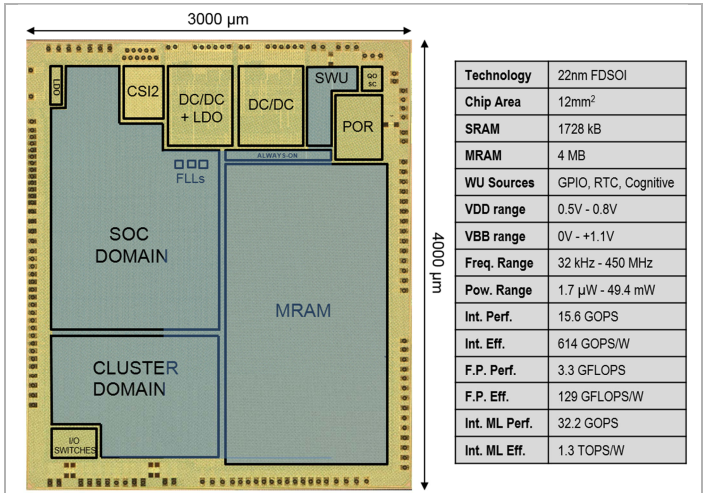 3000 µm
LDO
CSI2
DC/DC
+ LDO
DC/DC
SWU
QO
SC
POR
ALWAYS-ON
FLLs
SOC
DOMAIN
MRAM
CLUSTER
DOMAIN
I/O
SWITCHES
4000 µm
Technology 22nm FDSOI
Chip Area 12mm²
SRAM 1728 kB
MRAM 4 MB
WU Sources GPIO, RTC, Cognitive
VDD range 0.5V - 0.8V
VBB range 0V - +1.1V
Freq. Range 32 kHz - 450 MHz
Pow. Range 1.7 µW - 49.4 mW
Int. Perf. 15.6 GOPS
Int. Eff. 614 GOPS/W
F.P. Perf. 3.3 GFLOPS
F.P. Eff. 129 GFLOPS/W
Int. ML Perf. 32.2 GOPS
Int. ML Eff. 1.3 TOPS/W